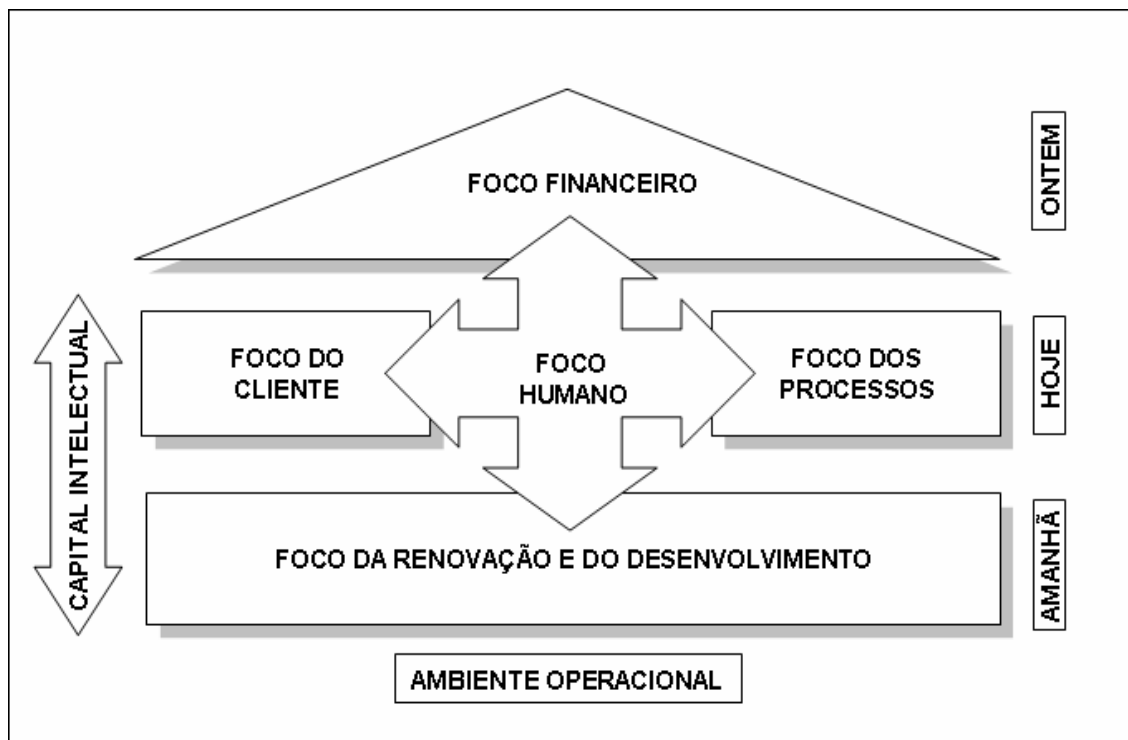 FOCO FINANCEIRO
ONTEM
FOCO DO
CLIENTE
FOCO
HUMANO
FOCO DOS
PROCESSOS
HOJE
CAPITAL INTELECTUAL
FOCO DA RENOVAÇÃO E DO DESENVOLVIMENTO
AMANHÃ
AMBIENTE OPERACIONAL